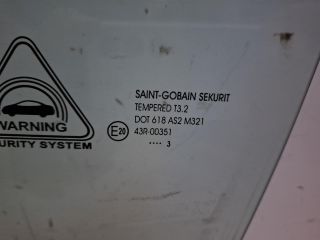 WARNING
URITY SYSTEM
SAINT-GOBAIN SEKURIT
TEMPERED T3.2
DOT 618 AS2 M321
E20 43R-00351
.... 3